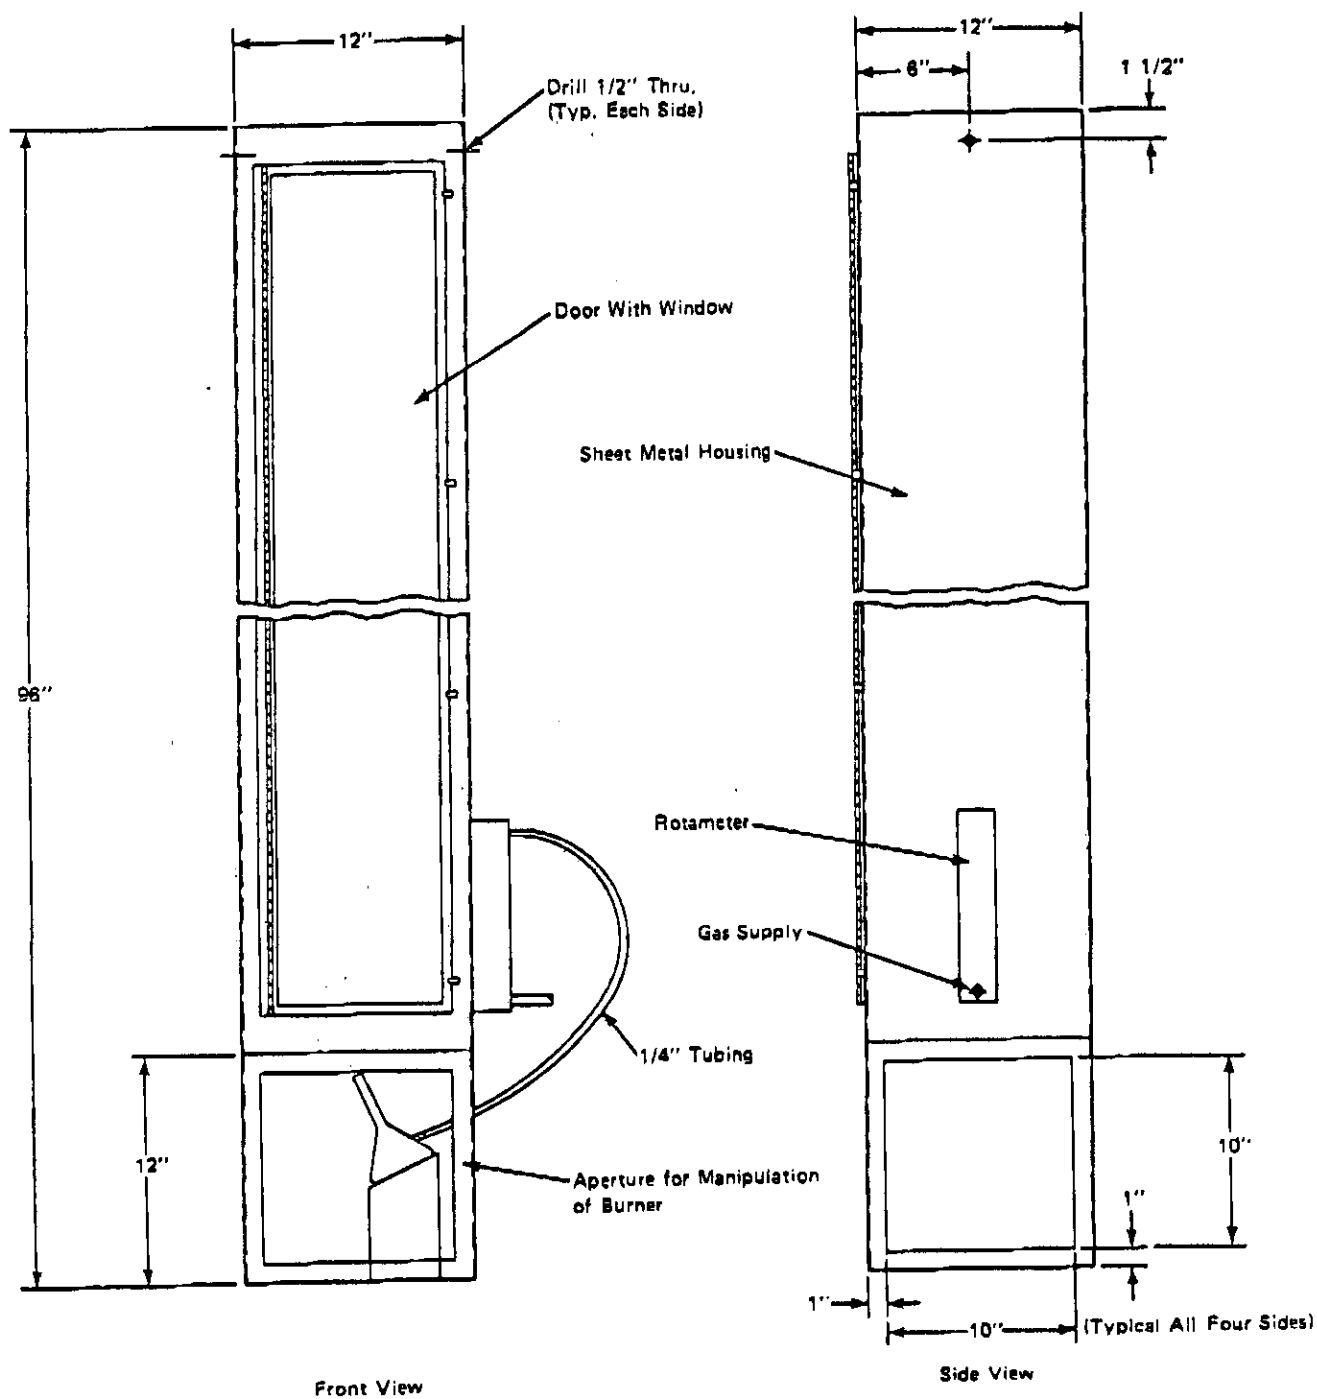 12"
12"
6"
1 1/2"
Drill 1/2" Thru.
(Typ. Each Side)
Door With Window
Sheet Metal Housing
96"
Rotameter
Gas Supply
1/4" Tubing
12"
Aperture for Manipulation
of Burner
10"
1"
1"
10"
(Typical All Four Sides)
Front View
Side View